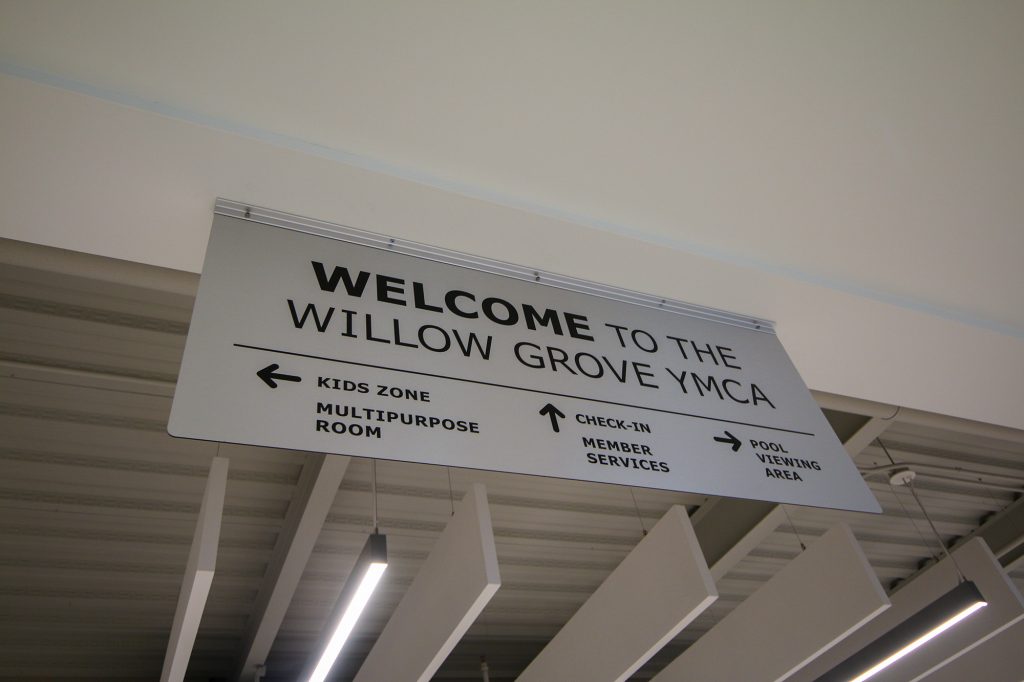 WELCOME TO THE
WILLOW GROVE YMCA
← KIDS ZONE
MULTIPURPOSE
ROOM
↑ CHECK-IN
MEMBER
SERVICES
→ POOL
VIEWING
AREA